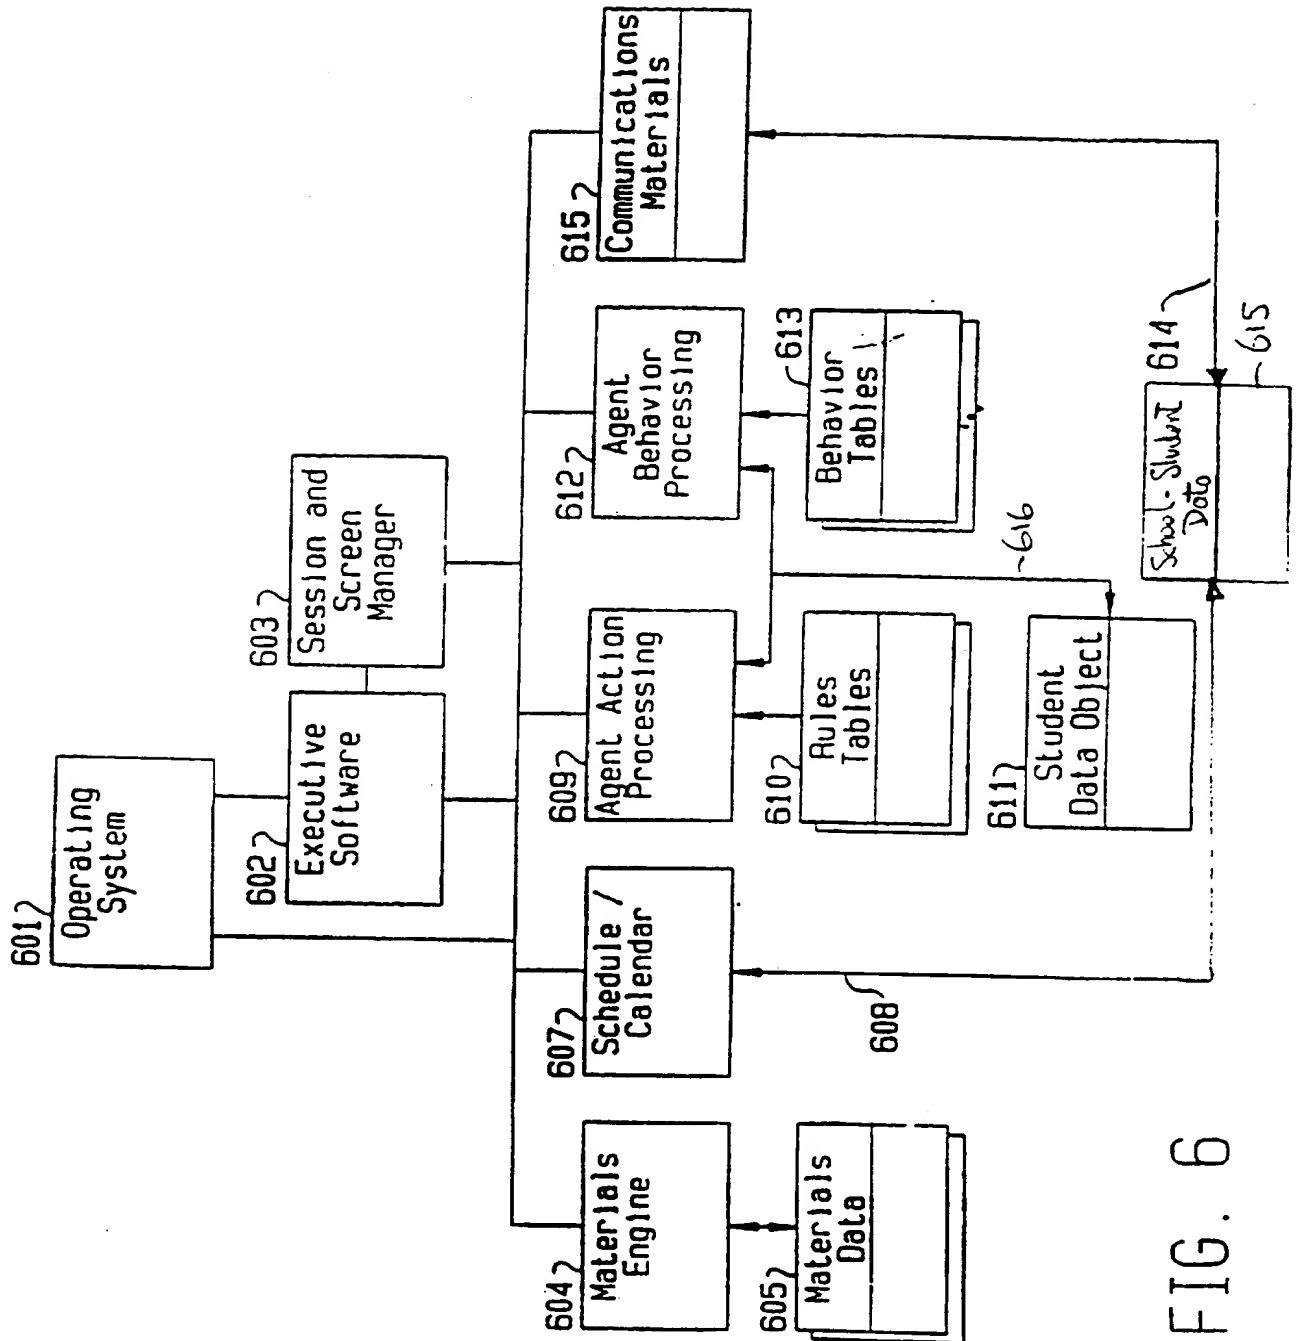 601
Operating
System
602
Executive
Software
603
Session and
Screen
Manager
604
Materials
Engine
605
Materials
Data
607
Schedule /
Calendar
608
609
Agent Action
Processing
610
Rules
Tables
611
Student
Data Object
612
Agent
Behavior
Processing
613
Behavior
Tables
615
Communications
Materials
614
School-Student
Data
615
~616
FIG. 6